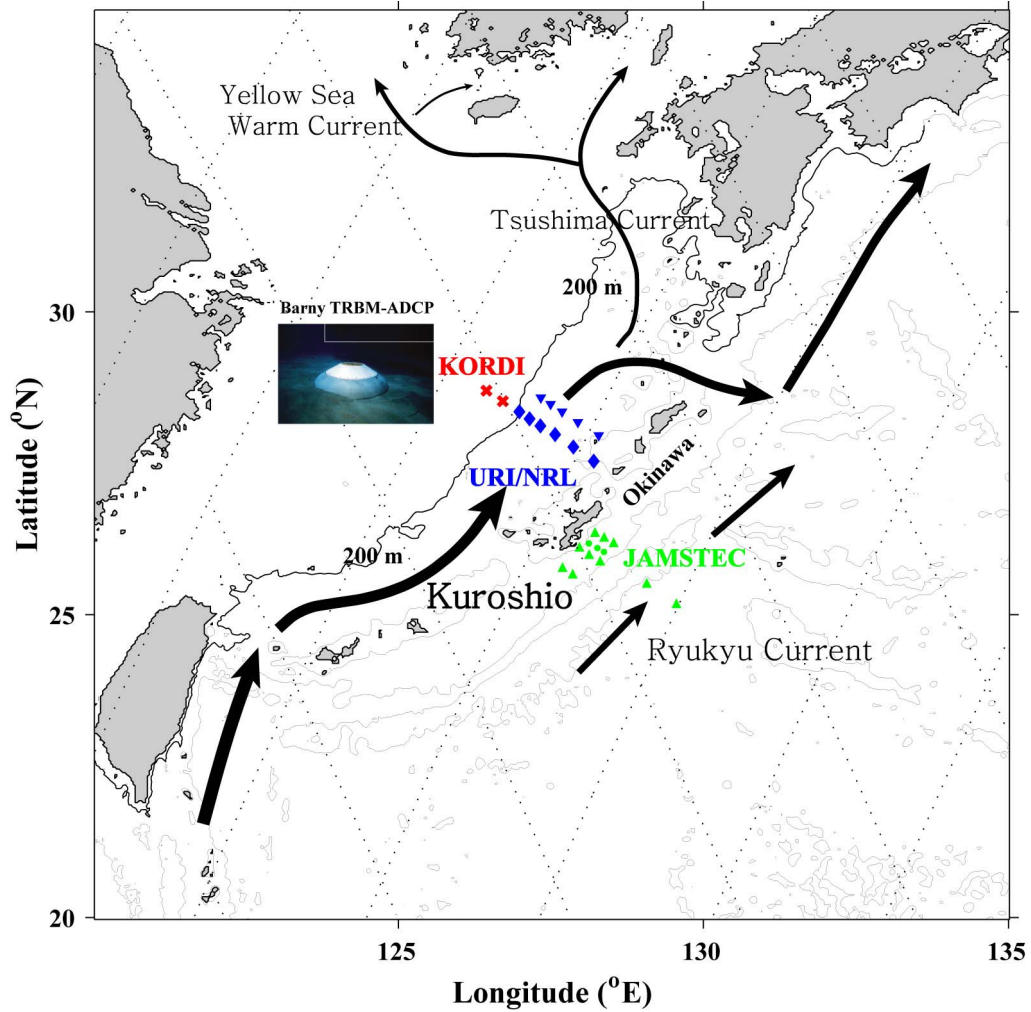 Yellow Sea
Warm Current
Tsushima Current
200 m
Barny TRBM-ADCP
KORDI
URI/NRL
Okinawa
200 m
JAMSTEC
Kuroshio
Ryukyu Current
30
25
20
Latitude (°N)
125
130
135
Longitude (°E)